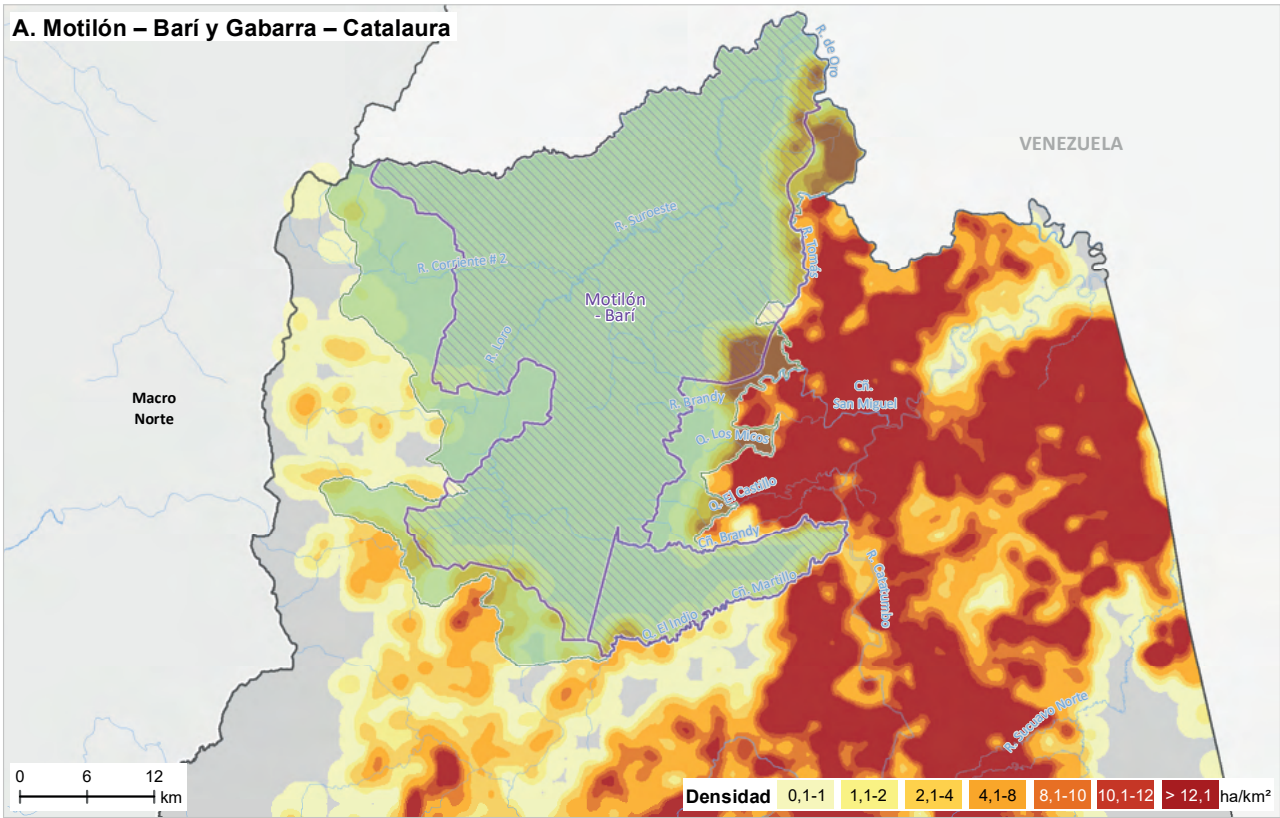 A. Motilón – Barí y Gabarra – Catalaura
R. de Oro
VENEZUELA
R. Suroeste
R. Tomás
R. Corriente # 2
Motilón
- Barí
R. Loro
Macro
Norte
Cñ.
San Miguel
R. Brandy
Q. Los Micos
Q. El Castillo
Cñ. Brandy
Cñ. Martillo
R. Catatumbo
Q. El Indio
R. Sucuavo Norte
0 6 12
km
Densidad 0,1-1 1,1-2 2,1-4 4,1-8 8,1-10 10,1-12 > 12,1 ha/km²